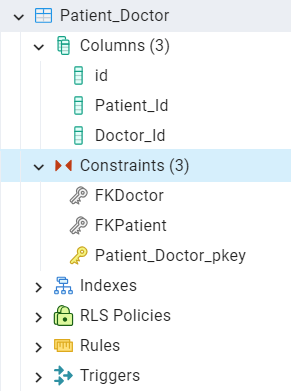 Patient_Doctor
Columns (3)
id
Patient_Id
Doctor_Id
Constraints (3)
FKDoctor
FKPatient
Patient_Doctor_pkey
Indexes
RLS Policies
Rules
Triggers